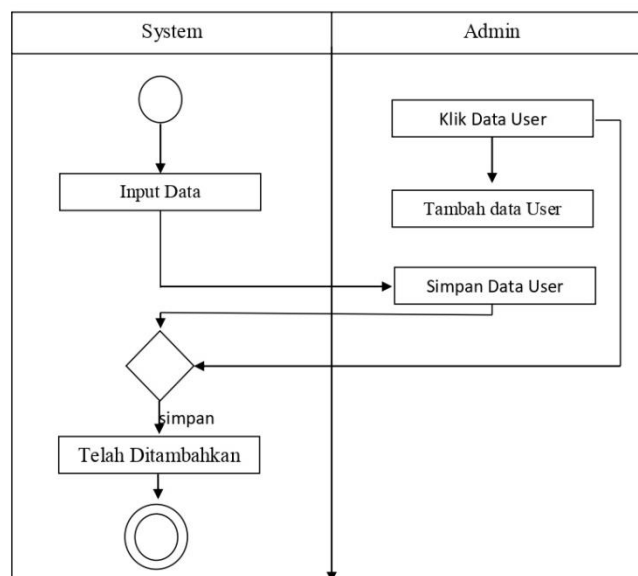 System
Admin
Klik Data User
Input Data
Tambah data User
Simpan Data User
simpan
Telah Ditambahkan